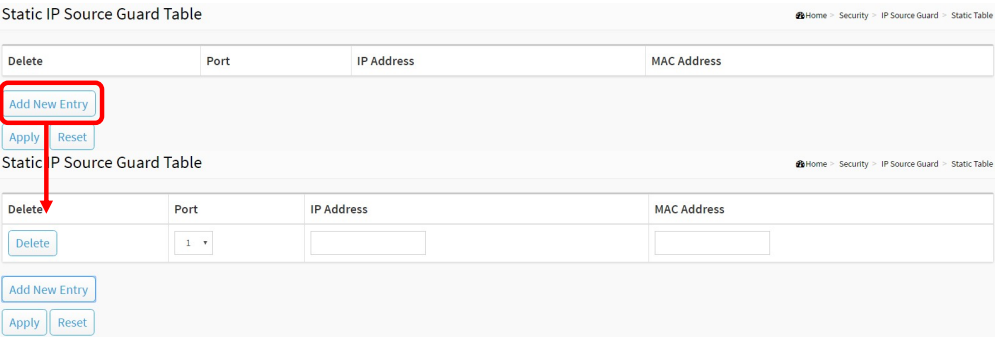 Static IP Source Guard Table
Home > Security > IP Source Guard > Static Table
Delete Port IP Address MAC Address
Add New Entry
Apply Reset
Static IP Source Guard Table
Home > Security > IP Source Guard > Static Table
Delete Port IP Address MAC Address
Delete 1
Add New Entry
Apply Reset